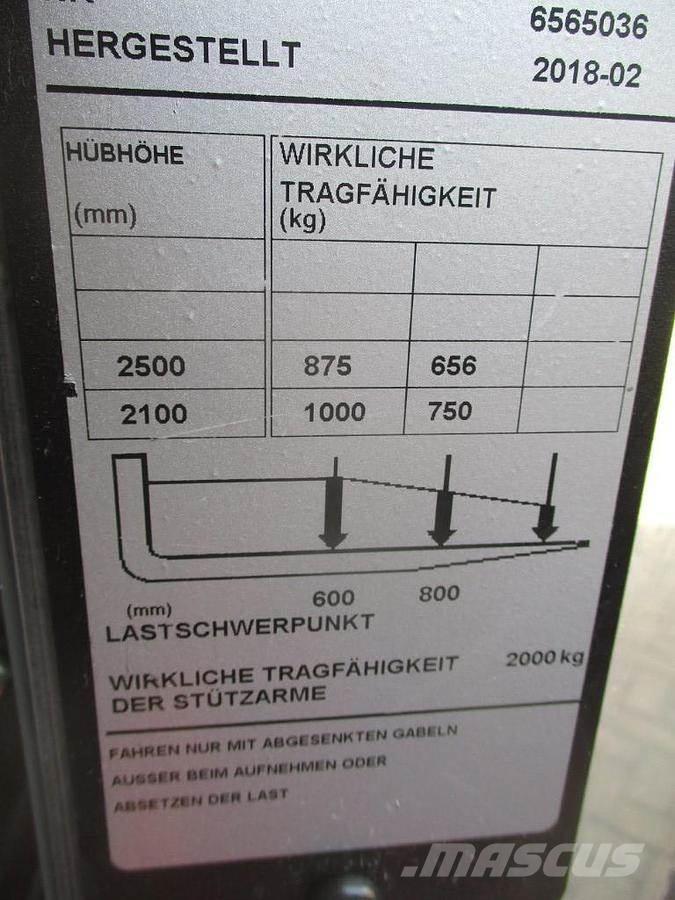 6565036
HERGESTELLT 2018-02
HÜBHÖHE WIRKLICHE
TRAGFÄHIGKEIT
(mm) (kg)
2500 875 656
2100 1000 750
(mm) 600 800
LASTSCHWERPUNKT
WIRKLICHE TRAGFÄHIGKEIT 2000 kg
DER STÜTZARME
FAHREN NUR MIT ABGESENKTEN GABELN
AUSSER BEIM AUFNEHMEN ODER
ABSETZEN DER LAST
MASCUS